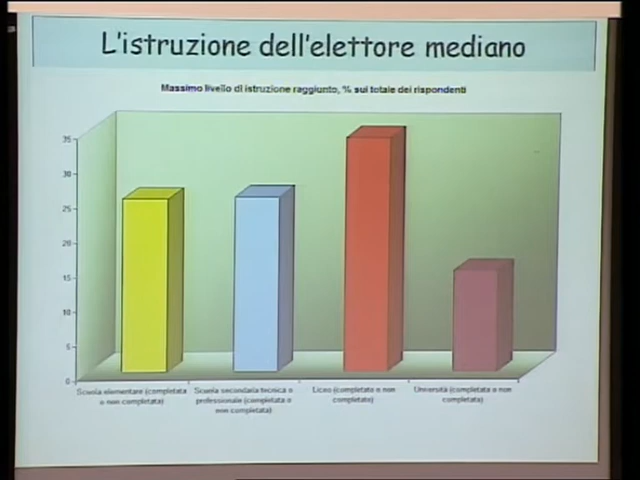 L'istruzione dell'elettore mediano
Massimo livello di istruzione raggiunto, % sul totale dei rispondenti
35
30
25
20
15
10
5
0
Scuola elementare (completata
o non completata)
Scuola secondaria tecnica o
professionale (completata o
non completata)
Liceo (completato o non
completato)
Università (completata o non
completata)